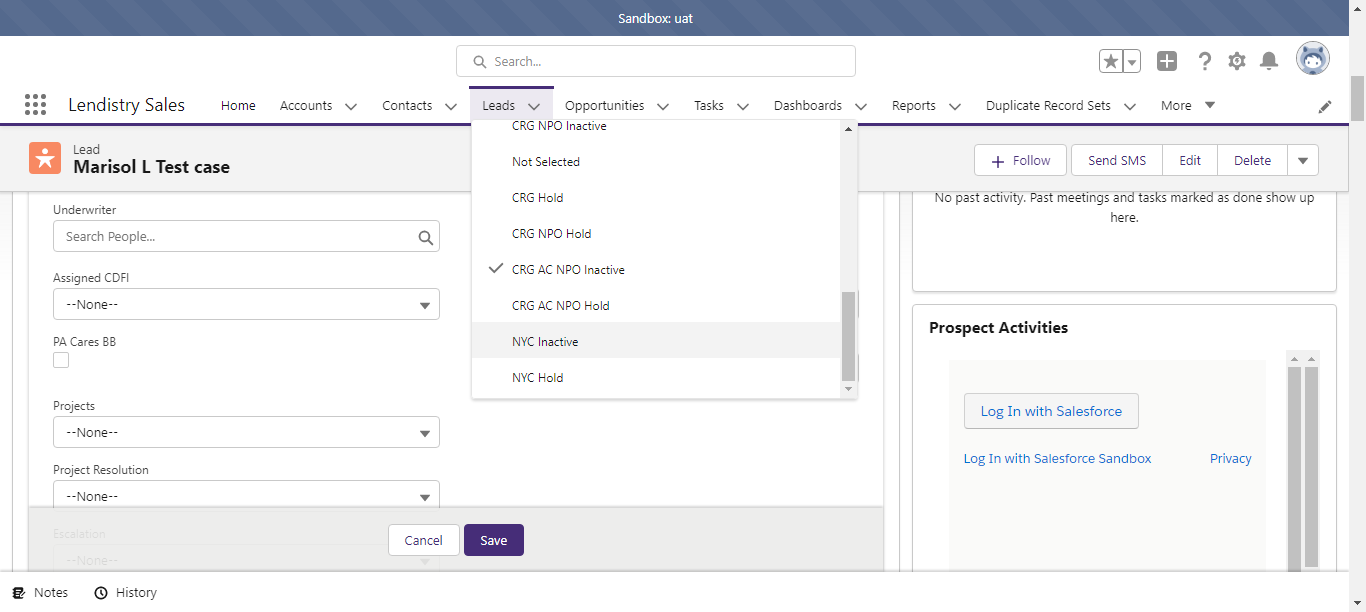 Sandbox: uat
Search...
Lendistry Sales
Home
Accounts
Contacts
Leads
Opportunities
Tasks
Dashboards
Reports
Duplicate Record Sets
More
Lead
Marisol L Test case
Follow
Send SMS
Edit
Delete
CRG NPO Inactive
Not Selected
CRG Hold
CRG NPO Hold
CRG AC NPO Inactive
CRG AC NPO Hold
NYC Inactive
NYC Hold
Underwriter
Search People...
Assigned CDFI
--None--
PA Cares BB
Projects
--None--
Project Resolution
--None--
Escalation
--None--
Cancel
Save
No past activity. Past meetings and tasks marked as done show up
here.
Prospect Activities
Log In with Salesforce
Log In with Salesforce Sandbox
Privacy
Notes
History